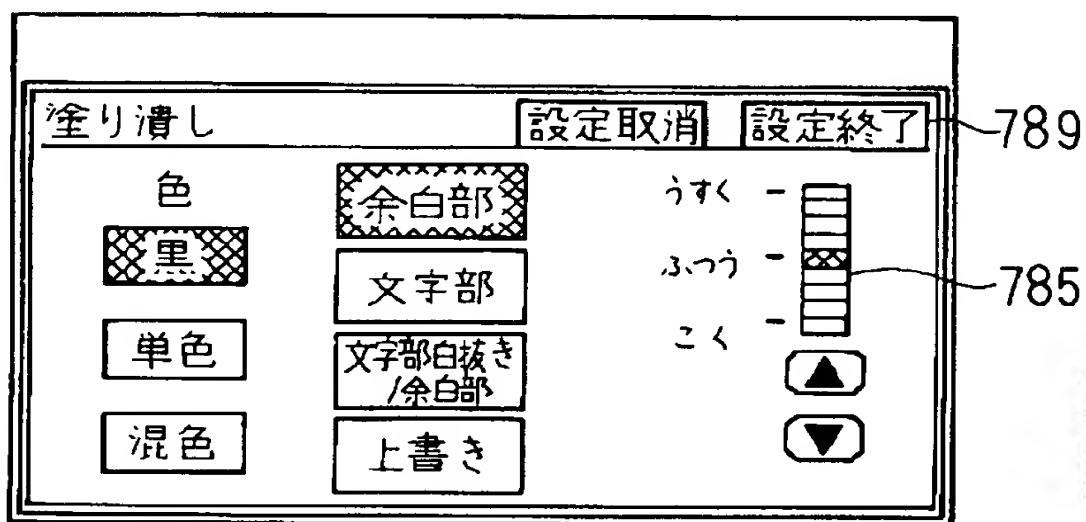 塗り潰し 設定取消 設定終了 789
色
黒
単色
混色
余白部
文字部
文字部白抜き
/余白部
上書き
うすく
ふつう
こく
785
▲
▼